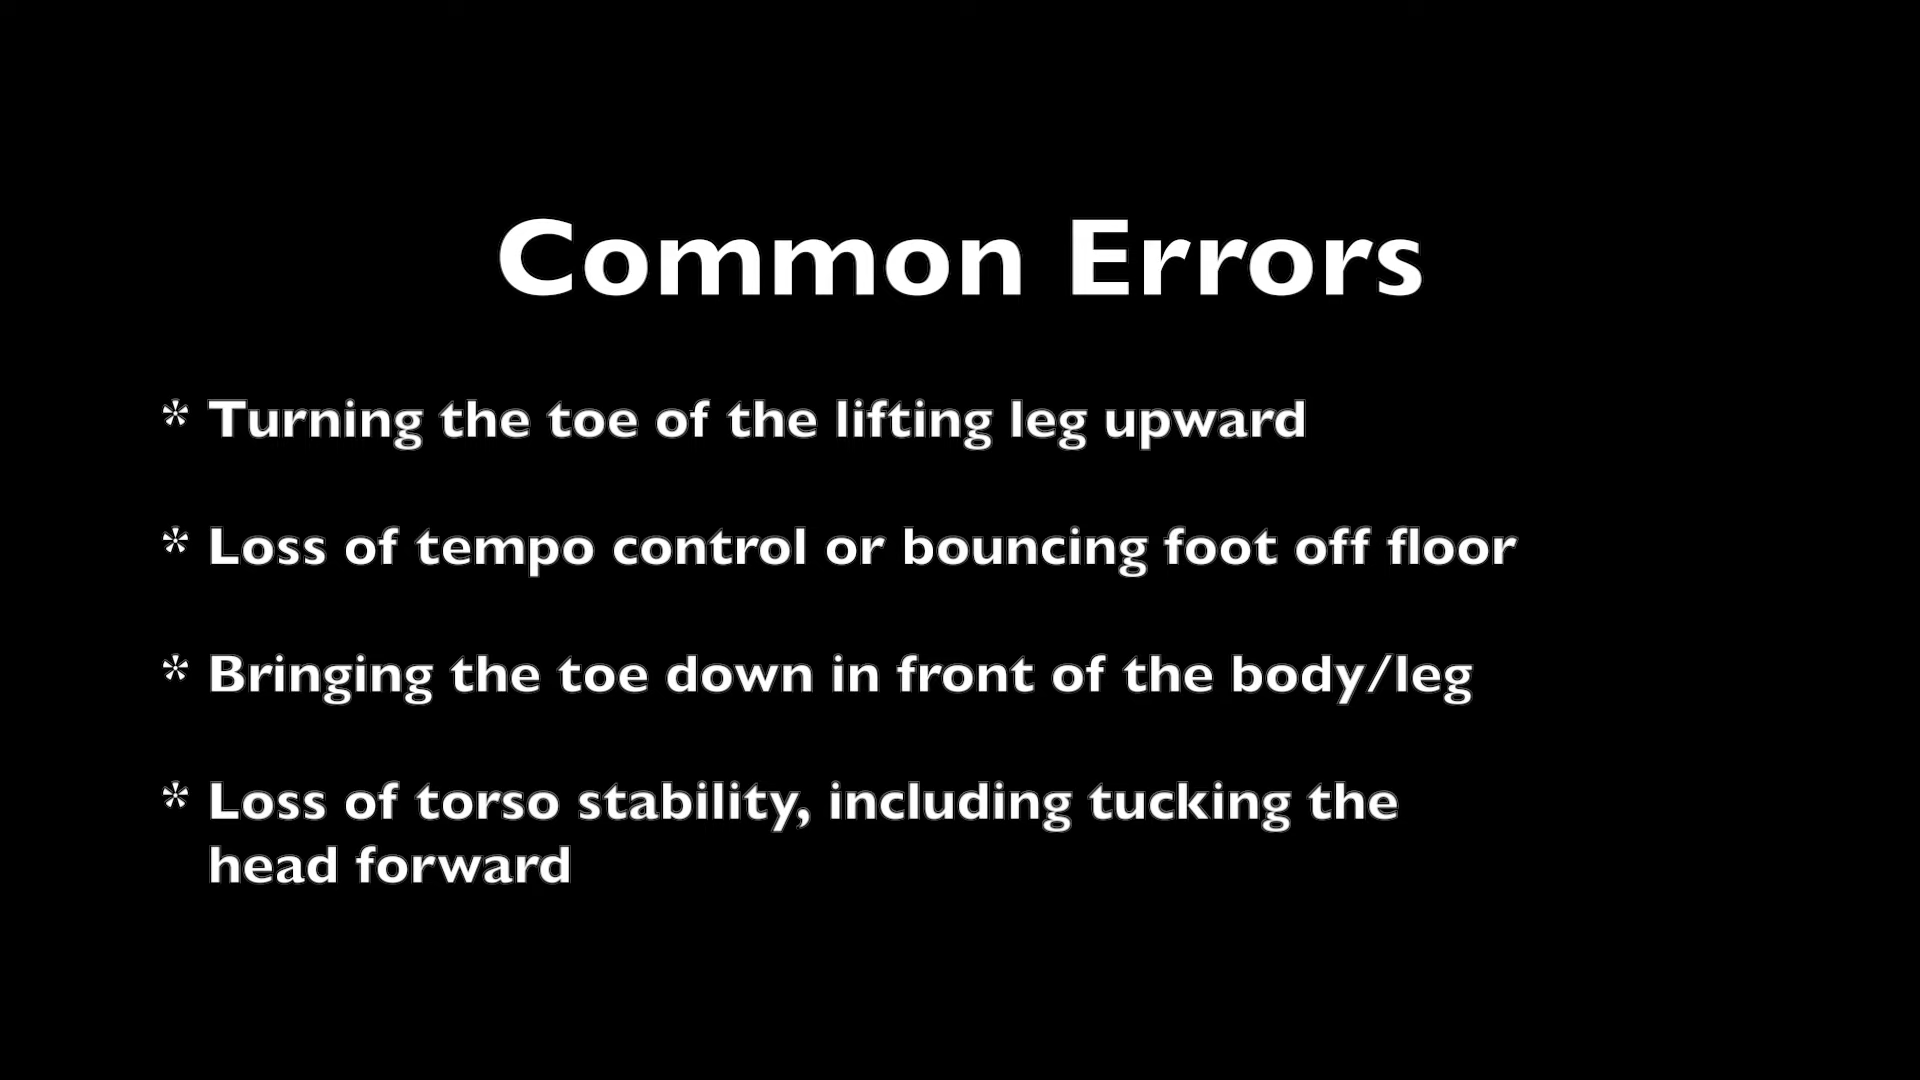 Common Errors
* Turning the toe of the lifting leg upward
* Loss of tempo control or bouncing foot off floor
* Bringing the toe down in front of the body/leg
* Loss of torso stability, including tucking the
head forward